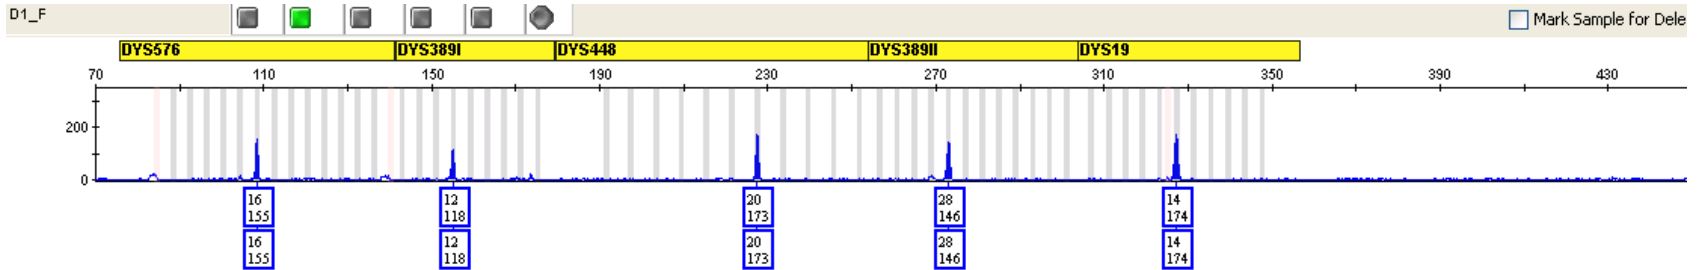 D1_F
Mark Sample for Dele
DYS576 DYS389I DYS448 DYS389II DYS19
70 110 150 190 230 270 310 350 390 430
200
0
16 12 20 28 14
155 118 173 146 174
16 12 20 28 14
155 118 173 146 174